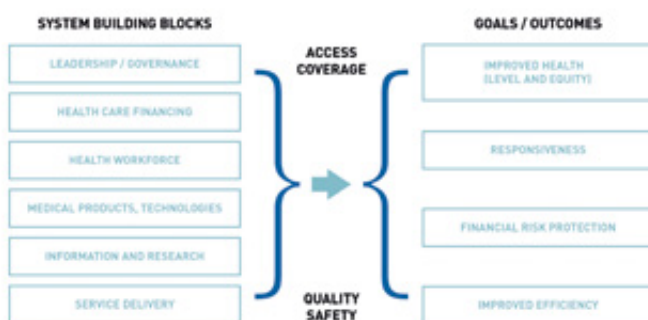 SYSTEM BUILDING BLOCKS
LEADERSHIP / GOVERNANCE
HEALTH CARE FINANCING
HEALTH WORKFORCE
MEDICAL PRODUCTS, TECHNOLOGIES
INFORMATION AND RESEARCH
SERVICE DELIVERY
ACCESS
COVERAGE
QUALITY
SAFETY
GOALS / OUTCOMES
IMPROVED HEALTH
(LEVEL AND EQUITY)
RESPONSIVENESS
FINANCIAL RISK PROTECTION
IMPROVED EFFICIENCY